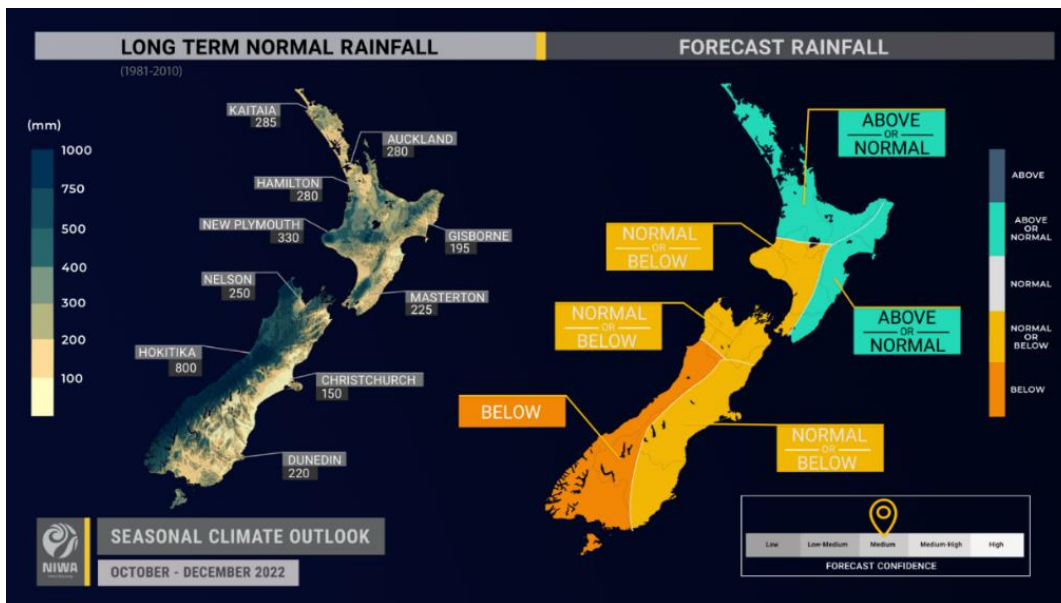 LONG TERM NORMAL RAINFALL
(1981-2010)
(mm)
1000
750
500
400
300
200
100
KAITAIA
285
AUCKLAND
280
HAMILTON
280
NEW PLYMOUTH
330
GISBORNE
195
NELSON
250
MASTERTON
225
HOKITIKA
800
CHRISTCHURCH
150
DUNEDIN
220
FORECAST RAINFALL
ABOVE
OR
NORMAL
NORMAL
OR
BELOW
NORMAL
OR
BELOW
ABOVE
OR
NORMAL
BELOW
NORMAL
OR
BELOW
ABOVE
ABOVE
OR
NORMAL
NORMAL
NORMAL
OR
BELOW
BELOW
NIWA
SEASONAL CLIMATE OUTLOOK
OCTOBER - DECEMBER 2022
Low Low-Medium Medium Medium-High High
FORECAST CONFIDENCE